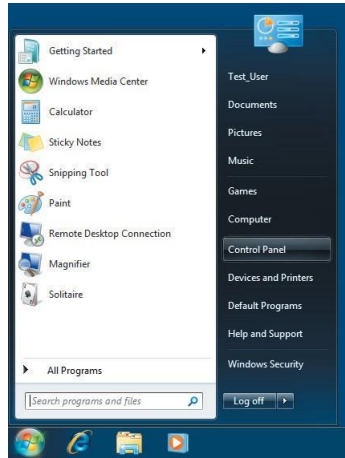 Getting Started
Windows Media Center
Calculator
Sticky Notes
Snipping Tool
Paint
Remote Desktop Connection
Magnifier
Solitaire
All Programs
Search programs and files
Test_User
Documents
Pictures
Music
Games
Computer
Control Panel
Devices and Printers
Default Programs
Help and Support
Windows Security
Log off